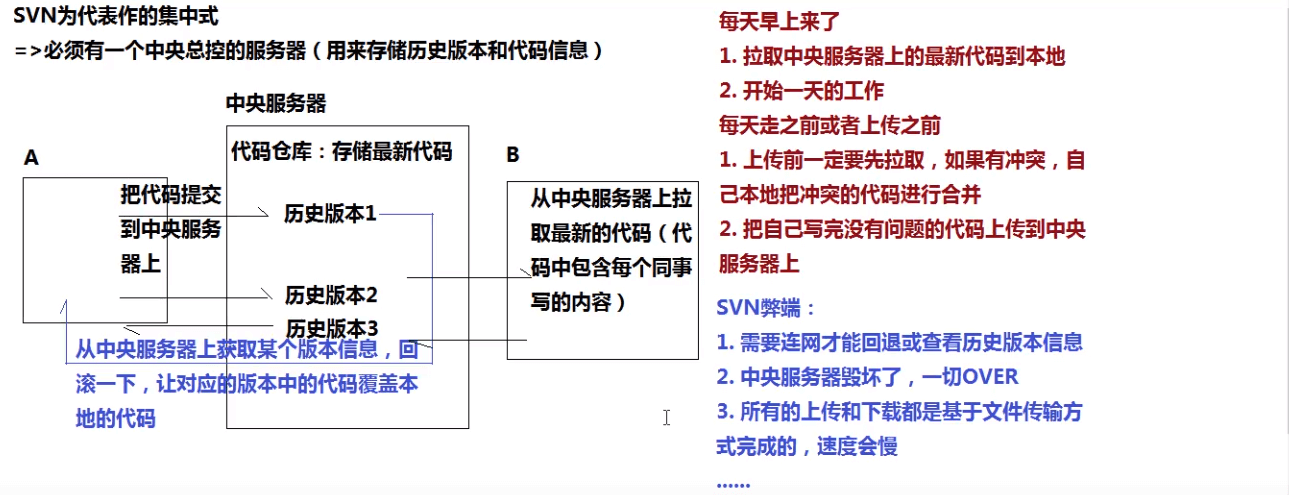 SVN为代表作的集中式
=>必须有一个中央总控的服务器（用来存储历史版本和代码信息）
中央服务器
A
代码仓库：存储最新代码
B
把代码提交
到中央服务
器上
历史版本1
历史版本2
历史版本3
从中央服务器上拉
取最新的代码（代
码中包含每个同事
写的内容）
从中央服务器上获取某个版本信息，回
滚一下，让对应的版本中的代码覆盖本
地的代码
每天早上来了
1. 拉取中央服务器上的最新代码到本地
2. 开始一天的工作
每天走之前或者上传之前
1. 上传前一定要先拉取，如果有冲突，自
己本地把冲突的代码进行合并
2. 把自己写完没有问题的代码上传到中央
服务器上
SVN弊端：
1. 需要连网才能回退或查看历史版本信息
2. 中央服务器毁坏了，一切OVER
3. 所有的上传和下载都是基于文件传输方
式完成的，速度会慢
......